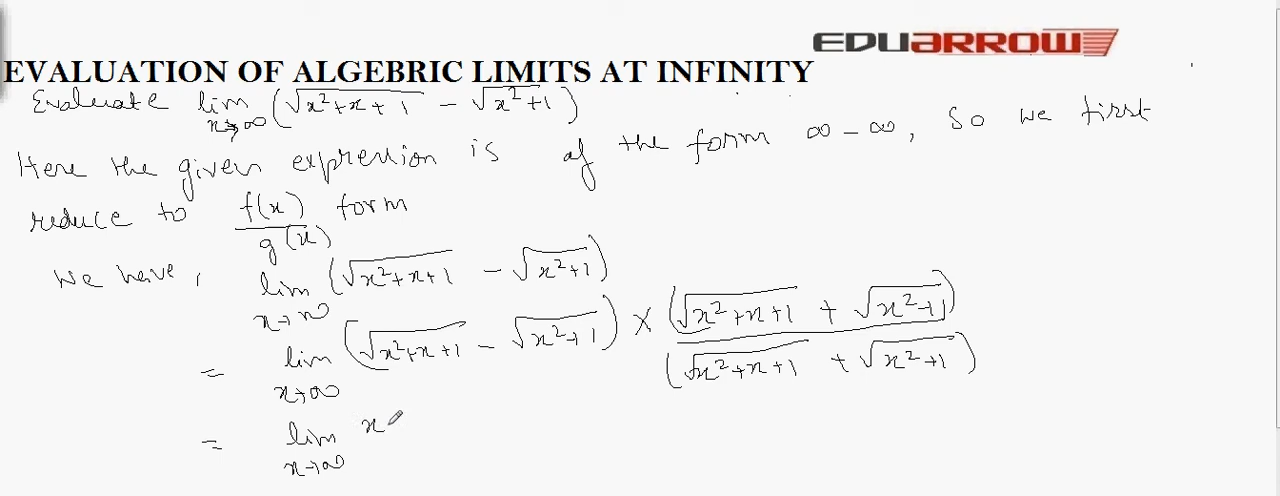 EDUARROW
EVALUATION OF ALGEBRIC LIMITS AT INFINITY
Evaluate lim x→∞ (√(x²+x+1) - √(x²+1))
Here the given expression is of the form ∞-∞, So we first
reduce to f(x)/g(x) form
We have, lim x→∞ (√(x²+x+1) - √(x²+1))
= lim x→∞ (√(x²+x+1) - √(x²+1)) × (√(x²+x+1) + √(x²+1))/(√(x²+x+1) + √(x²+1))
= lim x→∞ x